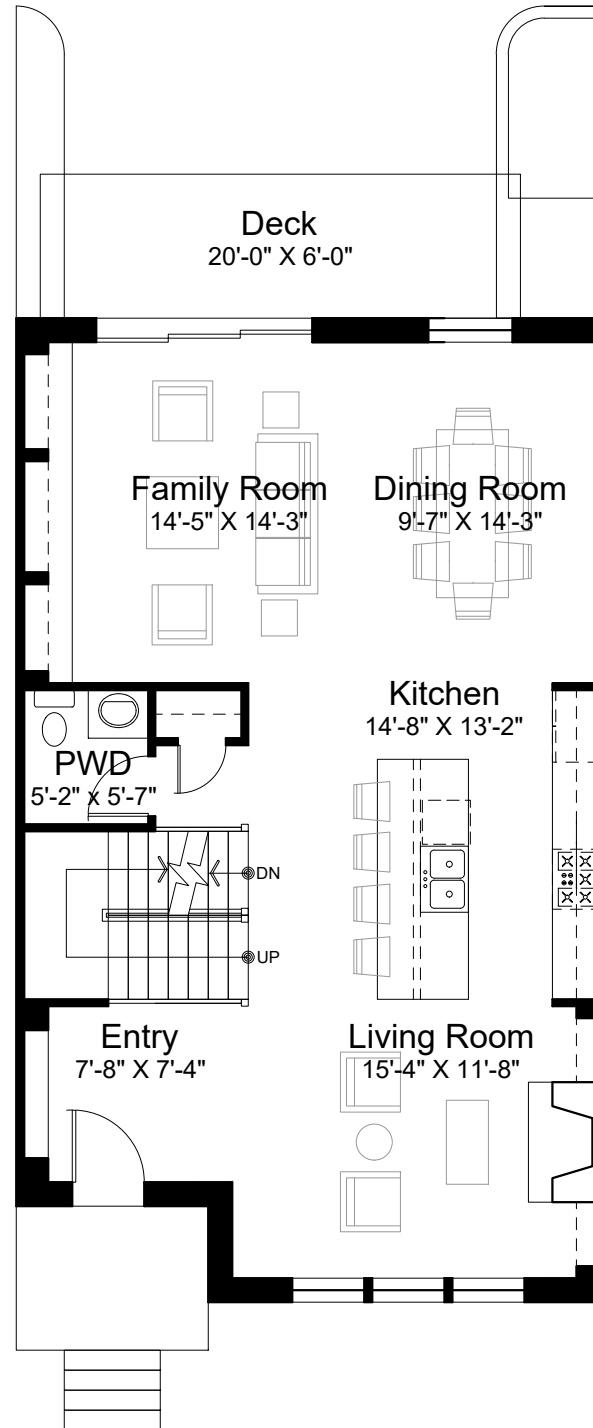 Deck
20'-0" X 6'-0"
Family Room
14'-5" X 14'-3"
Dining Room
9'-7" X 14'-3"
Kitchen
14'-8" X 13'-2"
PWD
5'-2" x 5'-7"
DN
UP
Entry
7'-8" X 7'-4"
Living Room
15'-4" X 11'-8"